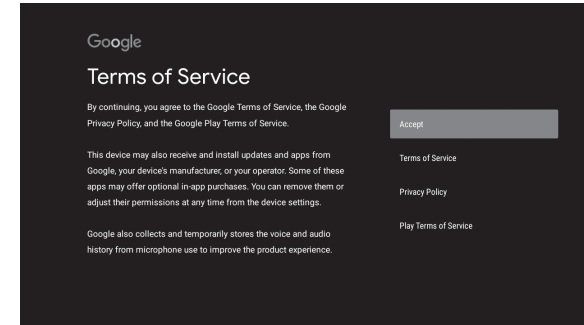 Google
Terms of Service
By continuing, you agree to the Google Terms of Service, the Google
Privacy Policy, and the Google Play Terms of Service.
This device may also receive and install updates and apps from
Google, your device's manufacturer, or your operator. Some of these
apps may offer optional in-app purchases. You can remove them or
adjust their permissions at any time from the device settings.
Google also collects and temporarily stores the voice and audio
history from microphone use to improve the product experience.
Accept
Terms of Service
Privacy Policy
Play Terms of Service